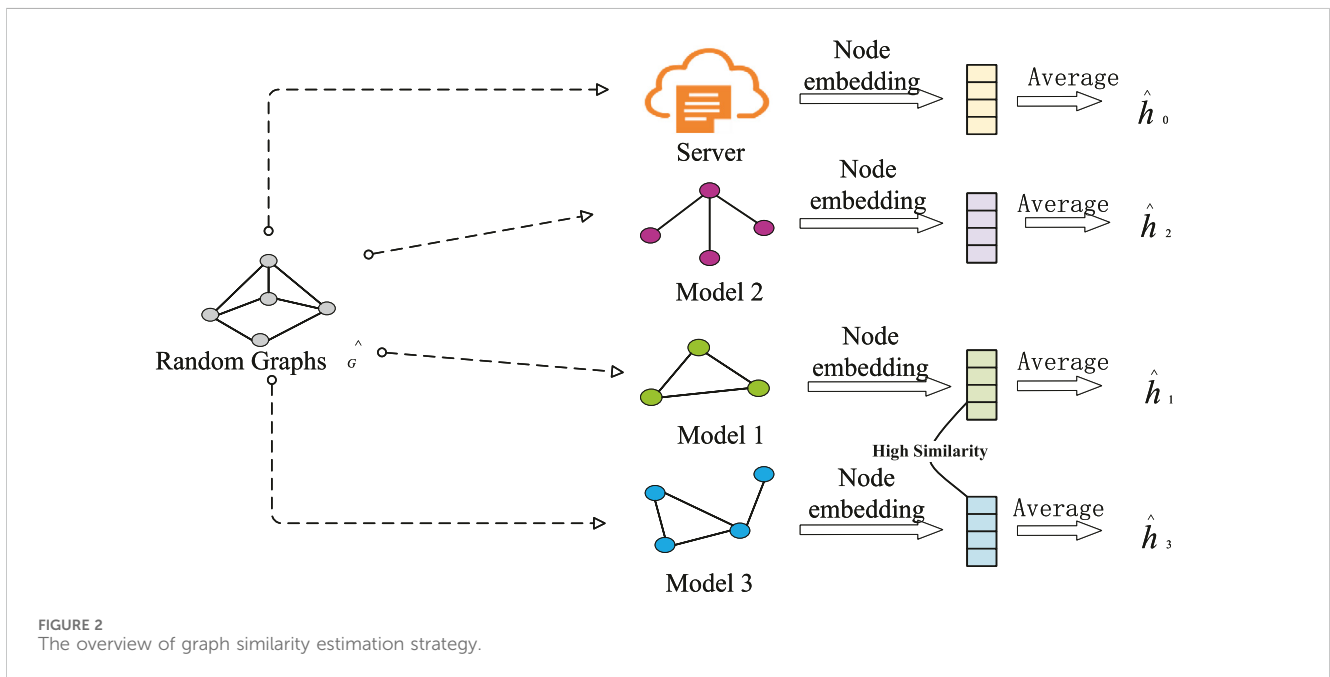 Node
embedding
Average
ĥ 0
Server
Node
embedding
Average
ĥ 2
Model 2
Random Graphs Ĝ
Node
embedding
Average
ĥ 1
Model 1
High Similarity
Node
embedding
Average
ĥ 3
Model 3
FIGURE 2
The overview of graph similarity estimation strategy.